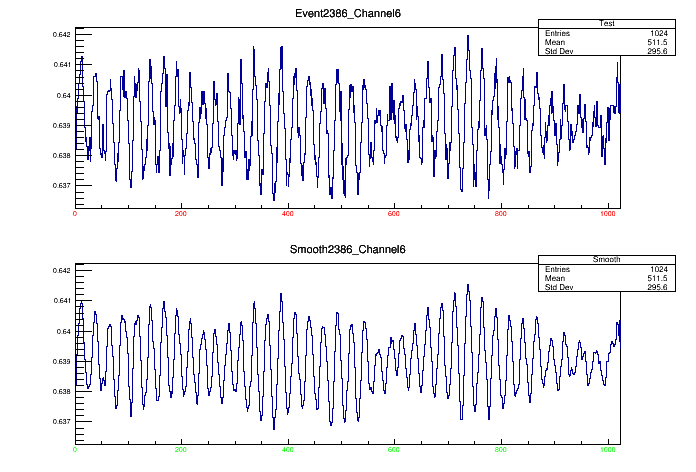 Event2386_Channel6
Test
Entries 1024
Mean 511.5
Std Dev 295.6
0.642
0.641
0.64
0.639
0.638
0.637
0 200 400 600 800 1000
Smooth2386_Channel6
Smooth
Entries 1024
Mean 511.5
Std Dev 295.6
0.642
0.641
0.64
0.639
0.638
0.637
0 200 400 600 800 1000